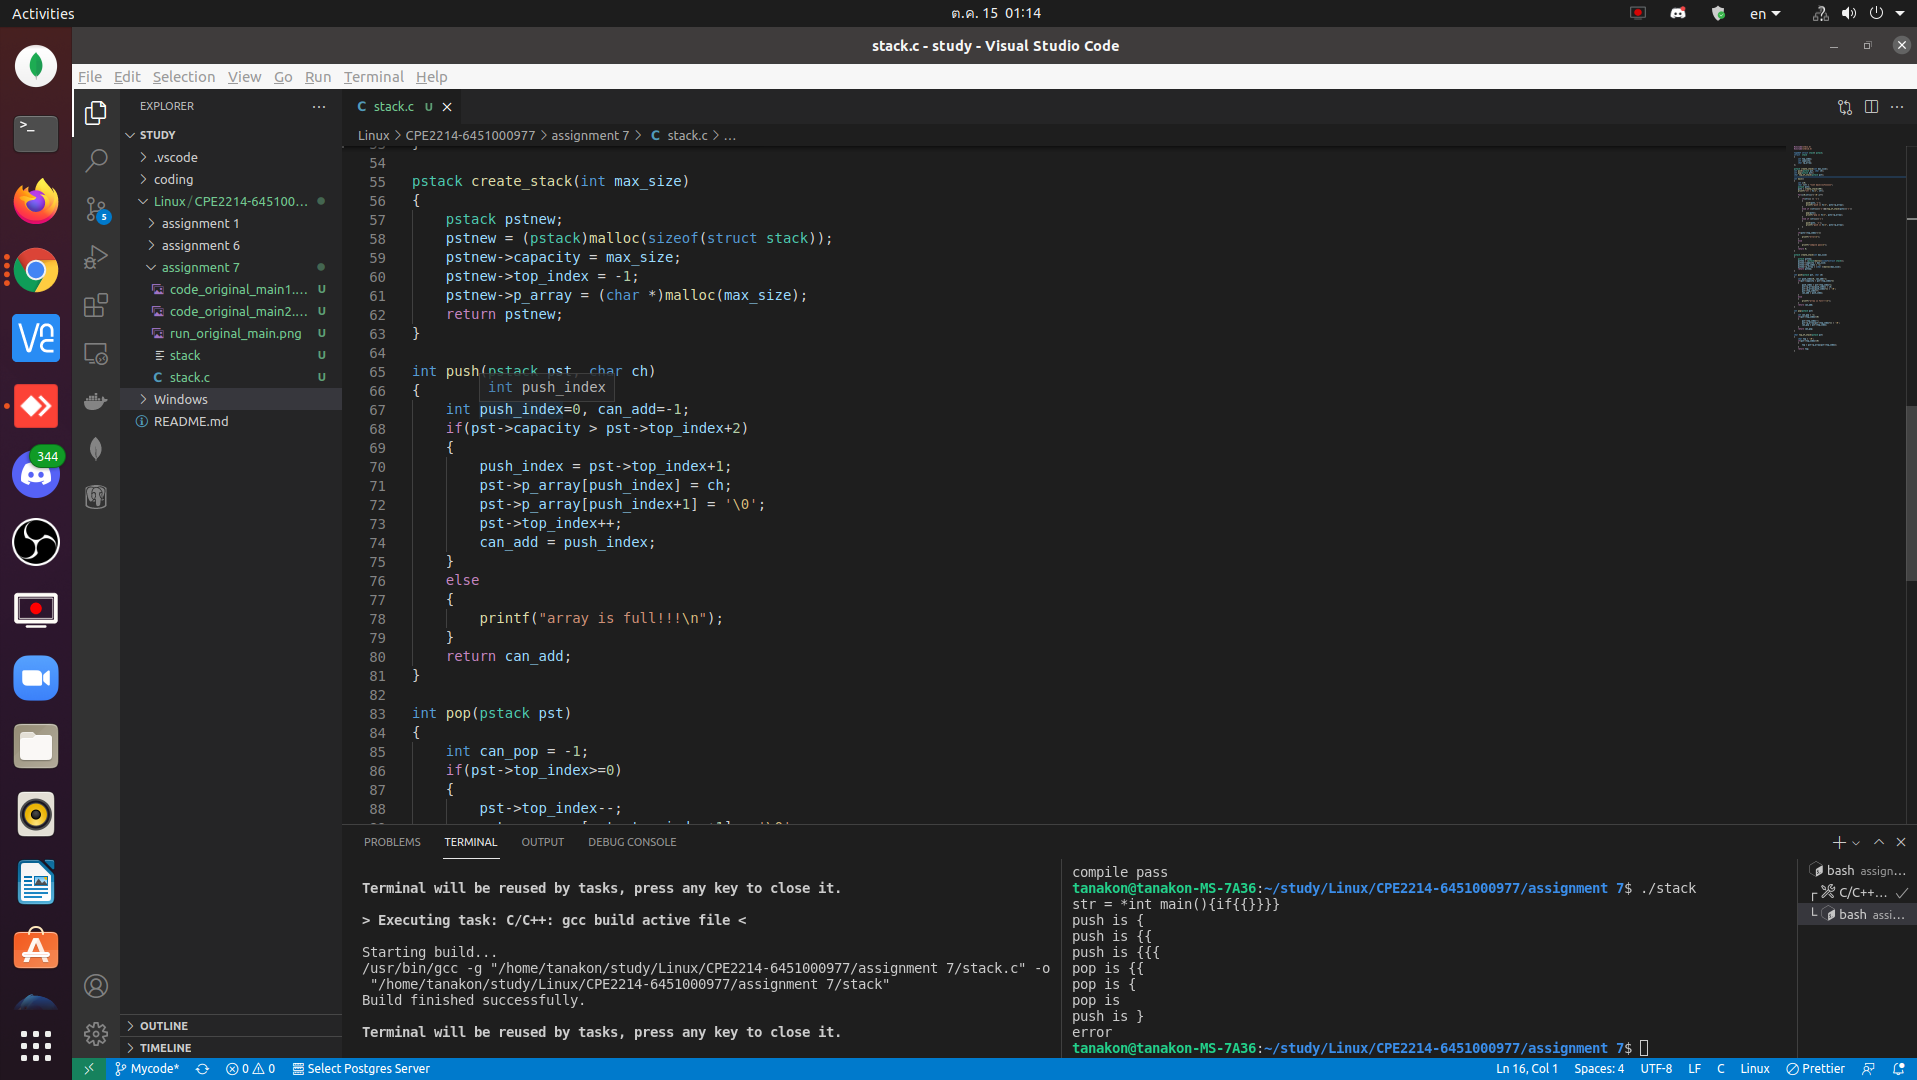 Activities
ต.ค. 15 01:14
en
stack.c - study - Visual Studio Code
File Edit Selection View Go Run Terminal Help
EXPLORER
STUDY
.vscode
coding
Linux/CPE2214-645100...
assignment 1
assignment 6
assignment 7
code_original_main1.... U
code_original_main2.... U
run_original_main.png U
stack U
C stack.c U
Windows
README.md
OUTLINE
TIMELINE
5
344
C stack.c U
Linux > CPE2214-6451000977 > assignment 7 > C stack.c > ...
54
55 pstack create_stack(int max_size)
56 {
57 pstack pstnew;
58 pstnew = (pstack)malloc(sizeof(struct stack));
59 pstnew->capacity = max_size;
60 pstnew->top_index = -1;
61 pstnew->p_array = (char *)malloc(max_size);
62 return pstnew;
63 }
64
65 int push(pstack pst, char ch)
int push_index
66 {
67 int push_index=0, can_add=-1;
68 if(pst->capacity > pst->top_index+2)
69 {
70 push_index = pst->top_index+1;
71 pst->p_array[push_index] = ch;
72 pst->p_array[push_index+1] = '\0';
73 pst->top_index++;
74 can_add = push_index;
75 }
76 else
77 {
78 printf("array is full!!!\n");
79 }
80 return can_add;
81 }
82
83 int pop(pstack pst)
84 {
85 int can_pop = -1;
86 if(pst->top_index>=0)
87 {
88 pst->top_index--;
PROBLEMS TERMINAL OUTPUT DEBUG CONSOLE
Terminal will be reused by tasks, press any key to close it.
> Executing task: C/C++: gcc build active file <
Starting build...
/usr/bin/gcc -g "/home/tanakon/study/Linux/CPE2214-6451000977/assignment 7/stack.c" -o
"/home/tanakon/study/Linux/CPE2214-6451000977/assignment 7/stack"
Build finished successfully.
Terminal will be reused by tasks, press any key to close it.
compile pass
tanakon@tanakon-MS-7A36:~/study/Linux/CPE2214-6451000977/assignment 7$ ./stack
str = *int main(){if{{}}}}
push is {
push is {{
push is {{{
pop is {{
pop is {
pop is
push is }
error
tanakon@tanakon-MS-7A36:~/study/Linux/CPE2214-6451000977/assignment 7$
bash assign...
C/C++...
bash assi...
Mycode* 0 0 Select Postgres Server
Ln 16, Col 1 Spaces: 4 UTF-8 LF C Linux Prettier